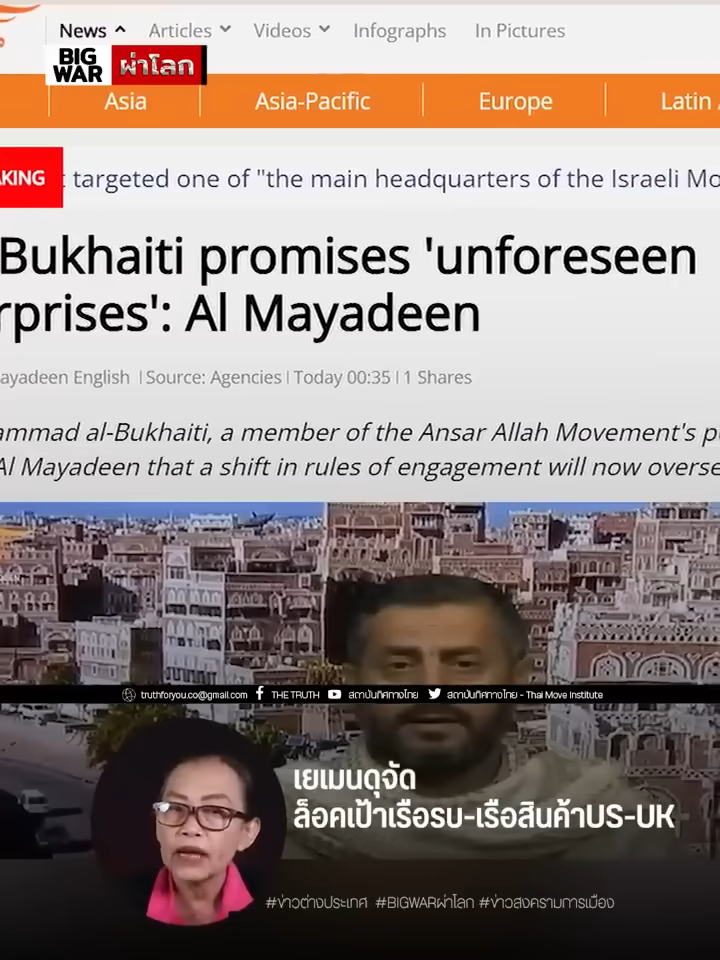 News Articles Videos Infographs In Pictures
BIG
WAR ผ่าโลก
Asia Asia-Pacific Europe Latin
AKING t targeted one of "the main headquarters of the Israeli Mo
Bukhaiti promises 'unforeseen
rprises': Al Mayadeen
ayadeen English | Source: Agencies | Today 00:35 | 1 Shares
ammad al-Bukhaiti, a member of the Ansar Allah Movement's p
Al Mayadeen that a shift in rules of engagement will now overse
truthforyou.co@gmail.com THE TRUTH สถาบันทิศทางไทย สถาบันทิศทางไทย - Thai Move Institute
เยเมนดุจัด
ล็อคเป้าเรือรบ-เรือสินค้าUS-UK
#ข่าวต่างประเทศ #BIGWARผ่าโลก #ข่าวสงครามการเมือง